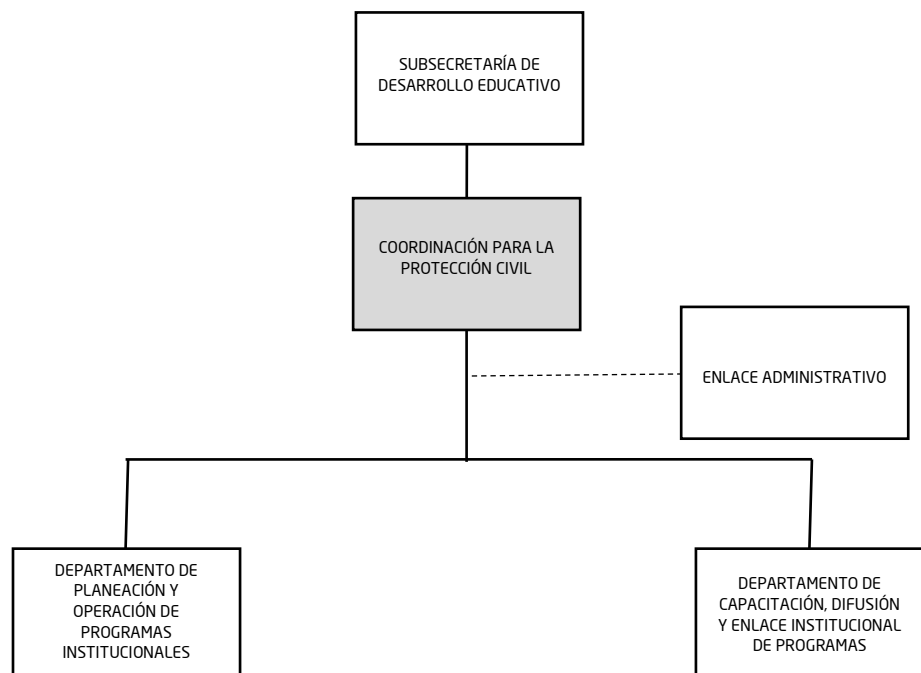 SUBSECRETARÍA DE
DESARROLLO EDUCATIVO
COORDINACIÓN PARA LA
PROTECCIÓN CIVIL
ENLACE ADMINISTRATIVO
DEPARTAMENTO DE
PLANEACIÓN Y
OPERACIÓN DE
PROGRAMAS
INSTITUCIONALES
DEPARTAMENTO DE
CAPACITACIÓN, DIFUSIÓN
Y ENLACE INSTITUCIONAL
DE PROGRAMAS